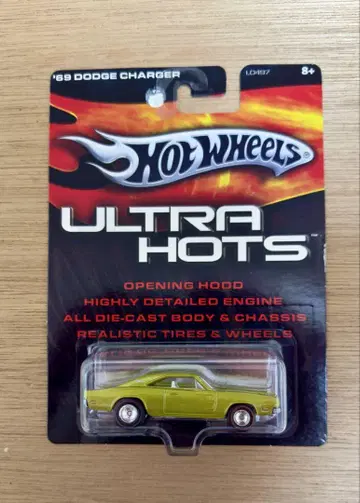 '69 DODGE CHARGER
L0497 8+
HOT WHEELS
ULTRA
HOTS™
OPENING HOOD
HIGHLY DETAILED ENGINE
ALL DIE-CAST BODY & CHASSIS
REALISTIC TIRES & WHEELS